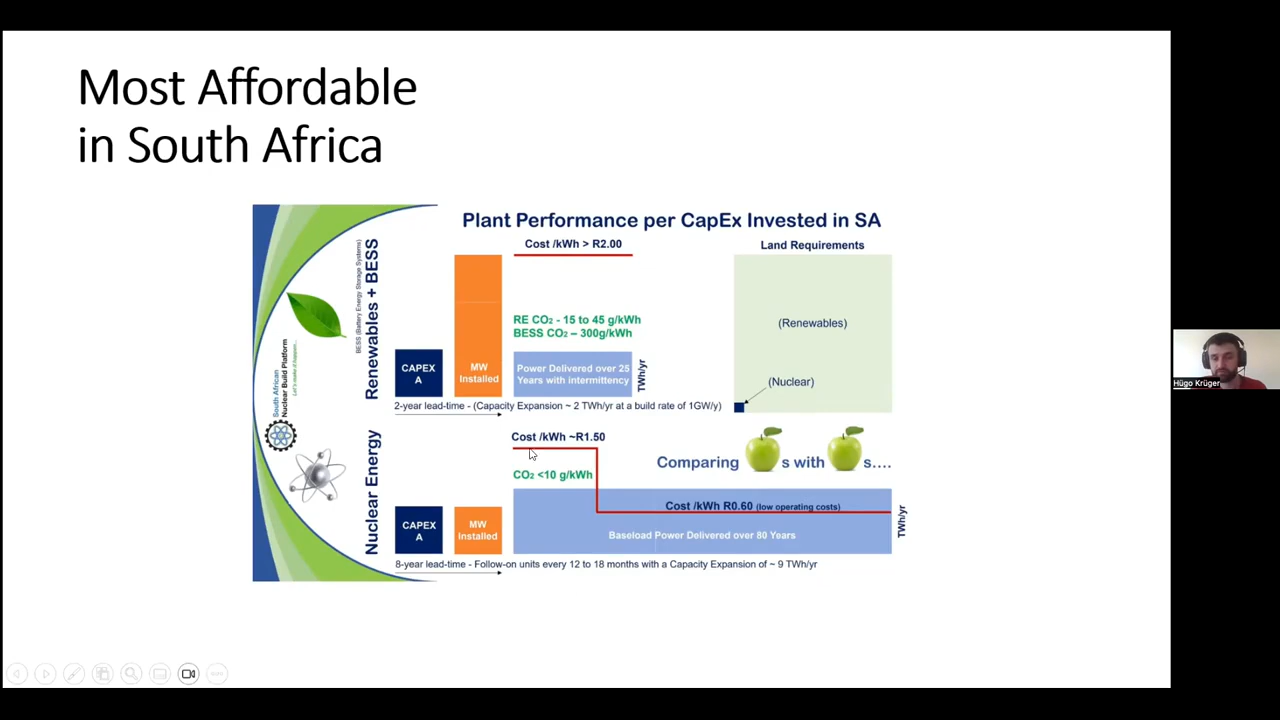 Most Affordable
in South Africa
Plant Performance per CapEx Invested in SA
Renewables + BESS
BESS (Battery Energy Storage Systems)
Cost /kWh > R2.00
Land Requirements
RE CO₂ - 15 to 45 g/kWh
BESS CO₂ – 300g/kWh
CAPEX
A
MW
Installed
Power Delivered over 25
Years with intermittency
TWh/yr
(Renewables)
(Nuclear)
2-year lead-time - (Capacity Expansion ~ 2 TWh/yr at a build rate of 1GW/y)
South African
Nuclear Build Platform
Let's make it happen...
Nuclear Energy
Cost /kWh ~R1.50
Comparing s with s....
CO₂ <10 g/kWh
CAPEX
A
MW
Installed
Cost /kWh R0.60 (low operating costs)
Baseload Power Delivered over 80 Years
TWh/yr
8-year lead-time - Follow-on units every 12 to 18 months with a Capacity Expansion of ~ 9 TWh/yr
Hügo Krüger